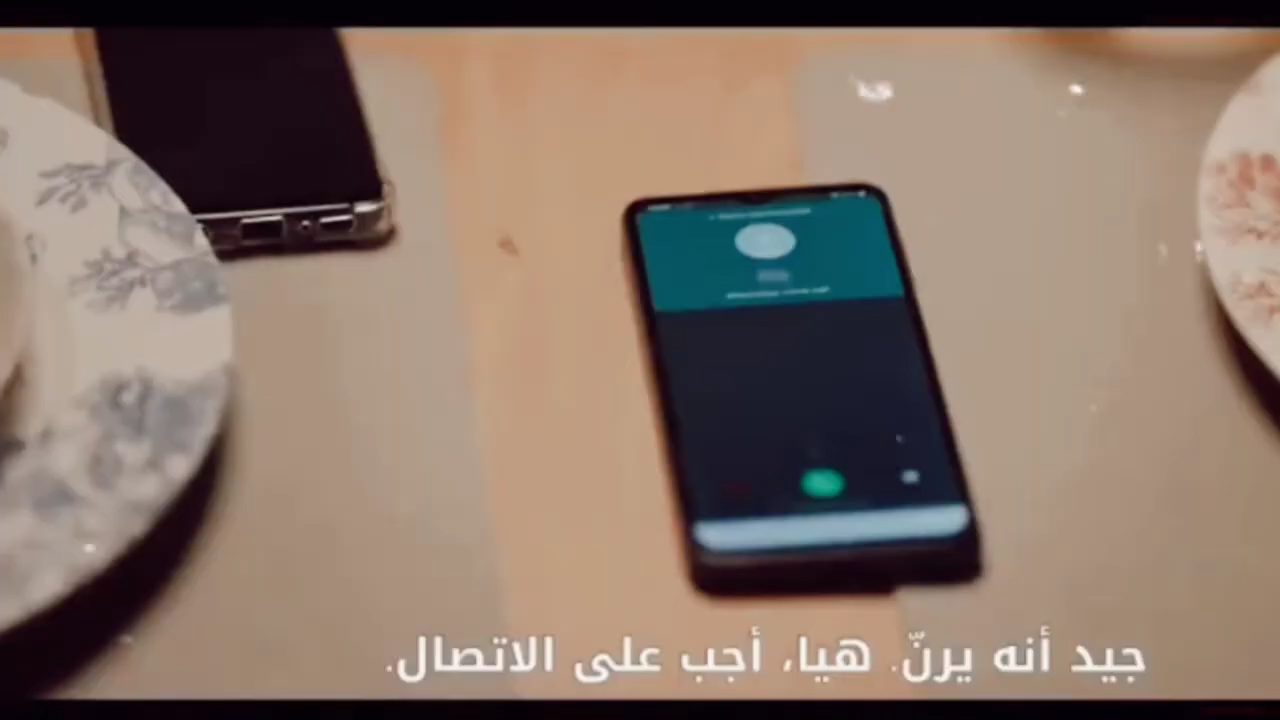 جيد أنه يرنّ. هيا، أجب على الاتصال.